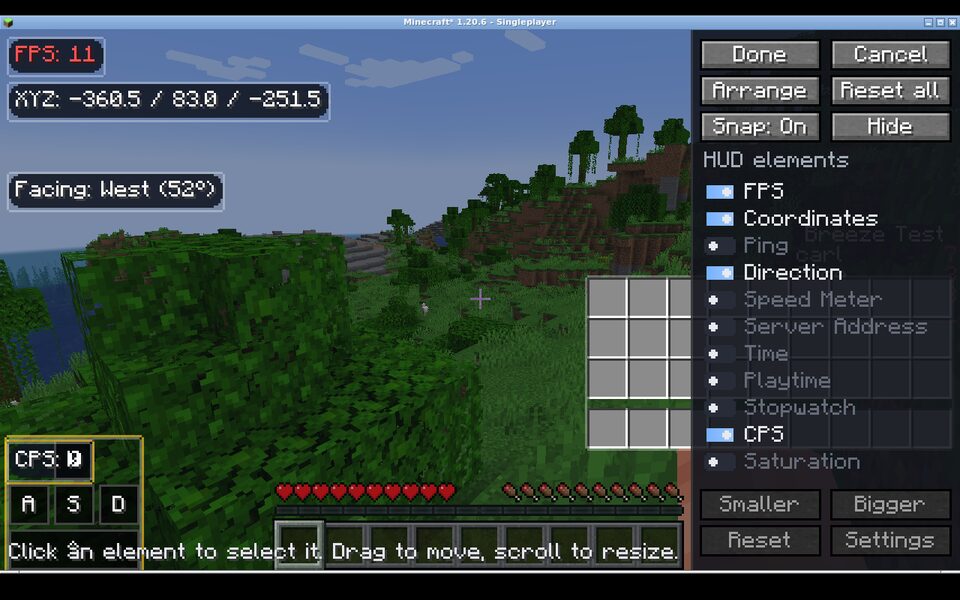 Minecraft* 1.20.6 - Singleplayer
FPS: 11
XYZ: -360.5 / 83.0 / -251.5
Facing: West (52°)
Done
Cancel
Arrange
Reset all
Snap: On
Hide
HUD elements
FPS
Coordinates
Ping
Direction
Speed Meter
Server Address
Time
Playtime
Stopwatch
CPS
Saturation
breeze Test
carl
Smaller
Bigger
Reset
Settings
CPS: 0
A S D
Click an element to select it. Drag to move, scroll to resize.